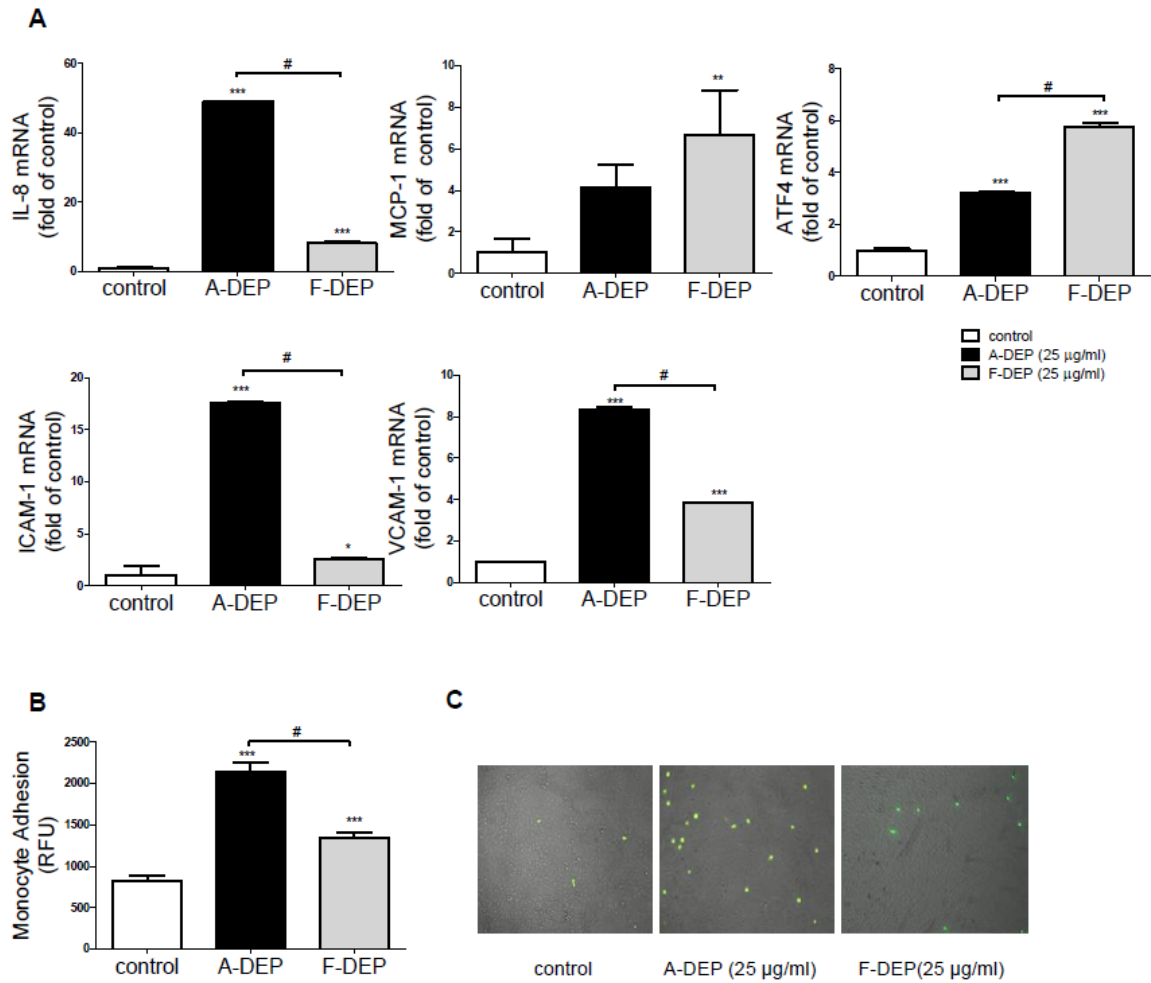 A
IL-8 mRNA
(fold of control)
60
40
20
0
***
#
***
control
A-DEP
F-DEP
MCP-1 mRNA
(fold of control)
10
8
6
4
2
0
**
control
A-DEP
F-DEP
ATF4 mRNA
(fold of control)
8
6
4
2
0
***
#
***
control
A-DEP
F-DEP
control
A-DEP (25 µg/ml)
F-DEP (25 µg/ml)
ICAM-1 mRNA
(fold of control)
20
15
10
5
0
***
#
*
control
A-DEP
F-DEP
VCAM-1 mRNA
(fold of control)
10
8
6
4
2
0
***
#
***
control
A-DEP
F-DEP
B
Monocyte Adhesion
(RFU)
2500
2000
1500
1000
500
0
***
#
***
control
A-DEP
F-DEP
C
control
A-DEP (25 µg/ml)
F-DEP(25 µg/ml)